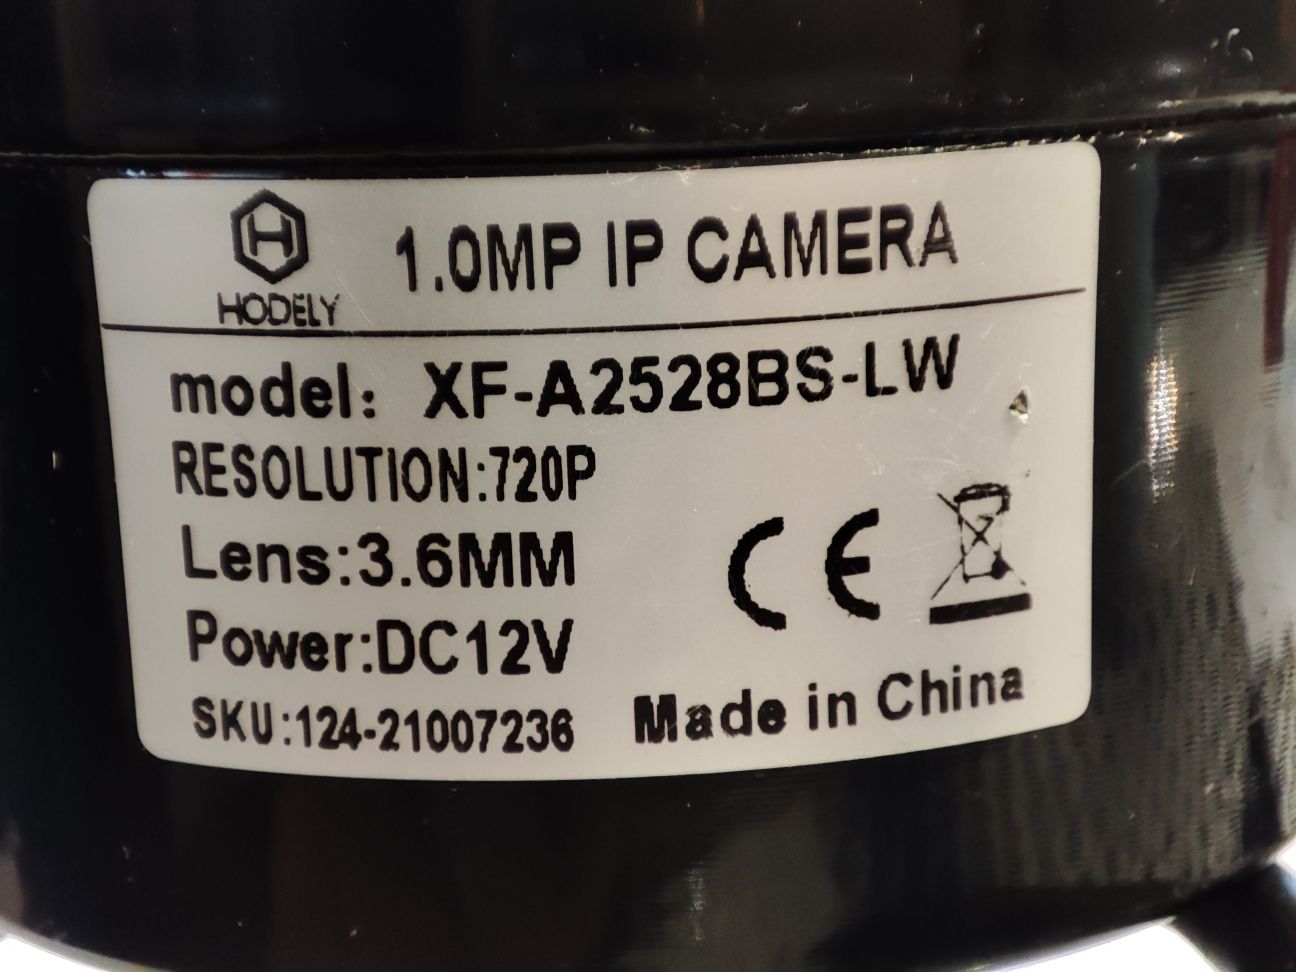 H
HODELY
1.0MP IP CAMERA
model: XF-A2528BS-LW
RESOLUTION:720P
Lens:3.6MM
Power:DC12V
CE
SKU:124-21007236
Made in China